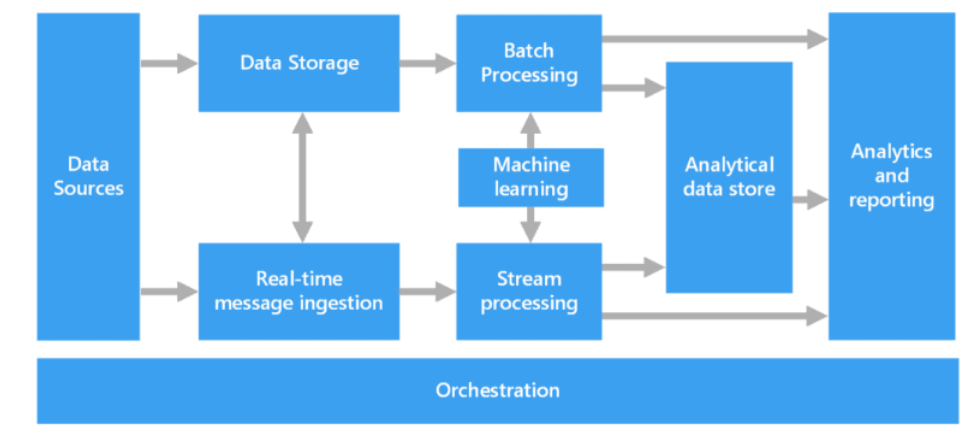 Data
Sources
Data Storage
Real-time
message ingestion
Batch
Processing
Machine
learning
Stream
processing
Analytical
data store
Analytics
and
reporting
Orchestration